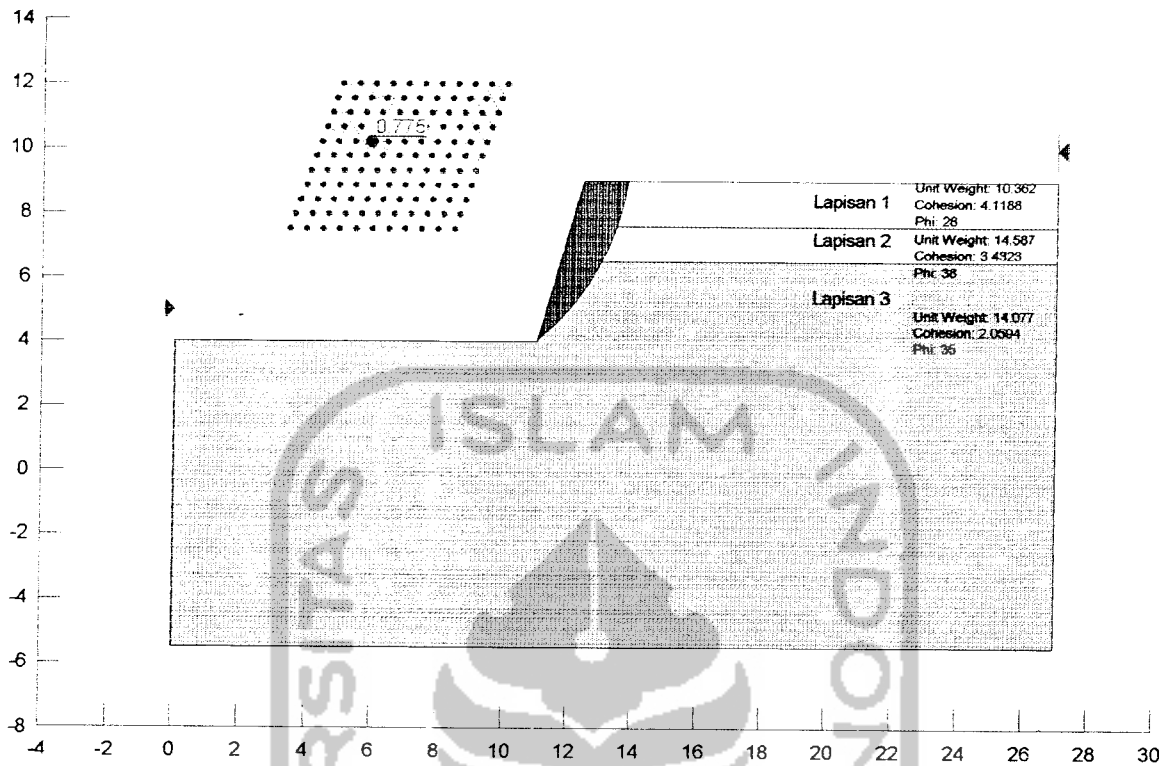 14
12
10
8
6
4
2
0
-2
-4
-6
-8
0.775
Lapisan 1
Unit Weight: 10.362
Cohesion: 4.1188
Phi: 28
Lapisan 2
Unit Weight: 14.587
Cohesion: 3.4323
Phi: 38
Lapisan 3
Unit Weight: 14.077
Cohesion: 2.0594
Phi: 35
ISLAM
RSITAS
INDON
-4 -2 0 2 4 6 8 10 12 14 16 18 20 22 24 26 28 30